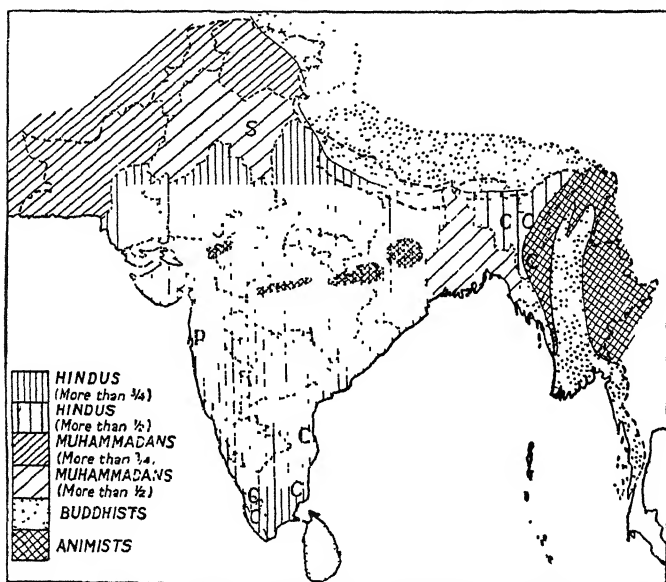 S
C
C
P
C
C
C
HINDUS
(More than 3/4)
HINDUS
(More than 1/2)
MUHAMMADANS
(More than 3/4.
MUHAMMADANS
(More than 1/2)
BUDDHISTS
ANIMISTS